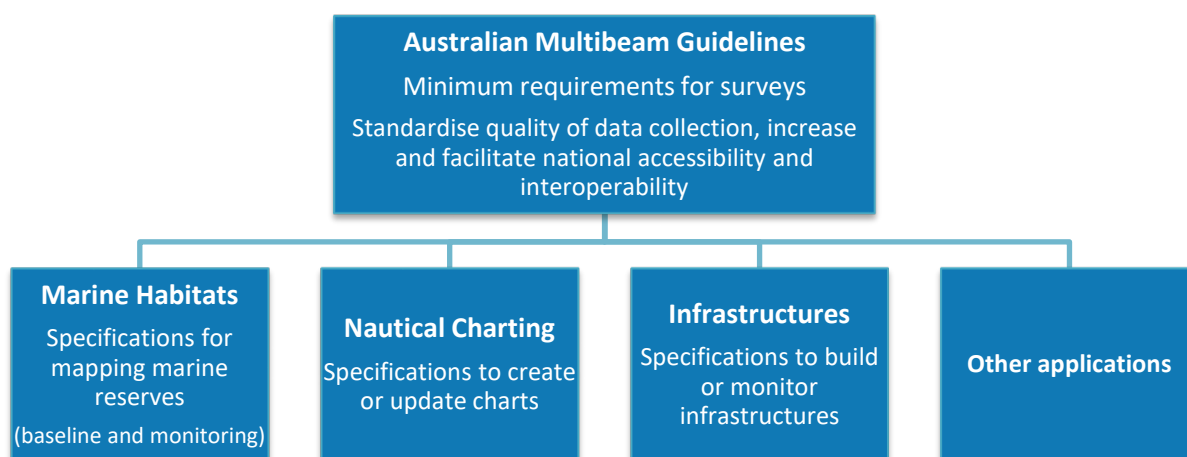 Australian Multibeam Guidelines
Minimum requirements for surveys
Standardise quality of data collection, increase
and facilitate national accessibility and
interoperability
Marine Habitats
Specifications for
mapping marine
reserves
(baseline and monitoring)
Nautical Charting
Specifications to create
or update charts
Infrastructures
Specifications to build
or monitor
infrastructures
Other applications